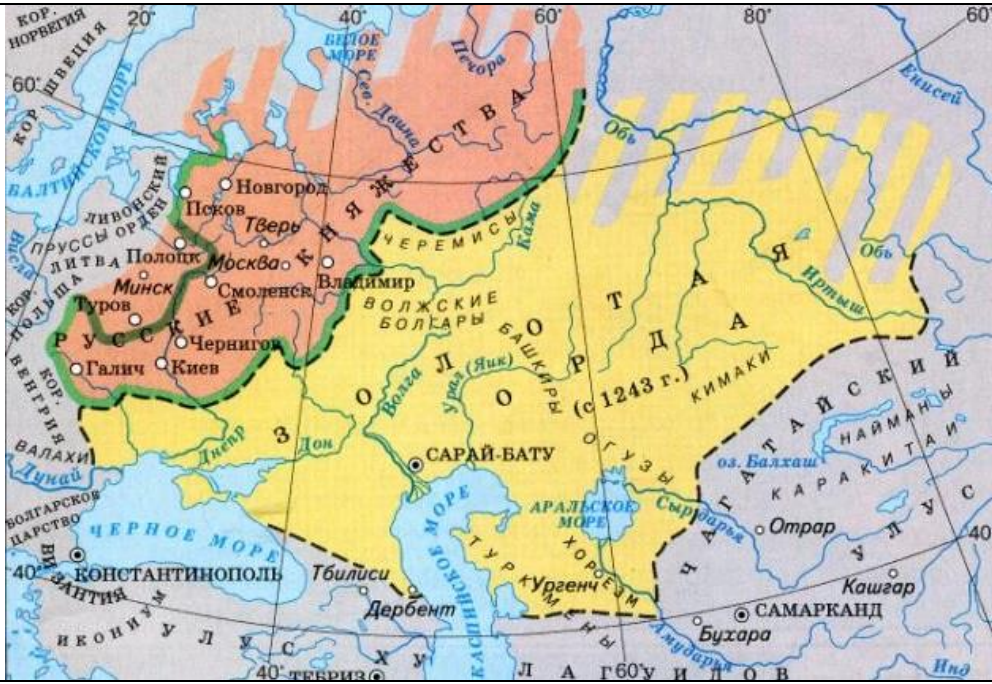 КОР. НОРВЕГИЯ
КОР. ШВЕЦИЯ
20°
40°
60°
80°
60°
60°
БЕЛОЕ МОРЕ
Печора
Сев. Двина
Енисей
Обь
БАЛТИЙСКОЕ МОРЕ
ЛИВОНСКИЙ ОРДЕН
ПРУССЫ
ЛИТВА
Висла
КОР. ПОЛЬША
КОР. ВЕНГРИЯ
РУССКИЕ КНЯЖЕСТВА
Новгород
Псков
Тверь
Полоцк
Москва
Владимир
Минск
Смоленск
Туров
Чернигов
Галич
Киев
ЧЕРЕМИСЫ
Кама
ВОЛЖСКИЕ БОЛГАРЫ
БАШКИРЫ
Обь
Иртыш
ЗОЛОТАЯ ОРДА
(с 1243 г.)
КИМАКИ
Волга
Урал (Яик)
ОГУЗЫ
Днепр
Дон
САРАЙ-БАТУ
ВАЛАХИ
Дунай
БОЛГАРСКОЕ ЦАРСТВО
ЧЕРНОЕ МОРЕ
КОНСТАНТИНОПОЛЬ
ВИЗАНТИЯ
40°
ИКОНИУМ
Тбилиси
Дербент
КАСПИЙСКОЕ МОРЕ
АРАЛЬСКОЕ МОРЕ
Сырдарья
ТУРКМЕНЫ
ХОРЕЗМ
Ургенч
ЧАГАТАЙСКИЙ УЛУС
НАЙМАНЫ
КАРАКИТАИ
оз. Балхаш
Отрар
40°
Кашгар
САМАРКАНД
Бухара
Амударья
Инд
УЛУС ХУЛАГУИДОВ
40°
ТЕБРИЗ
60°